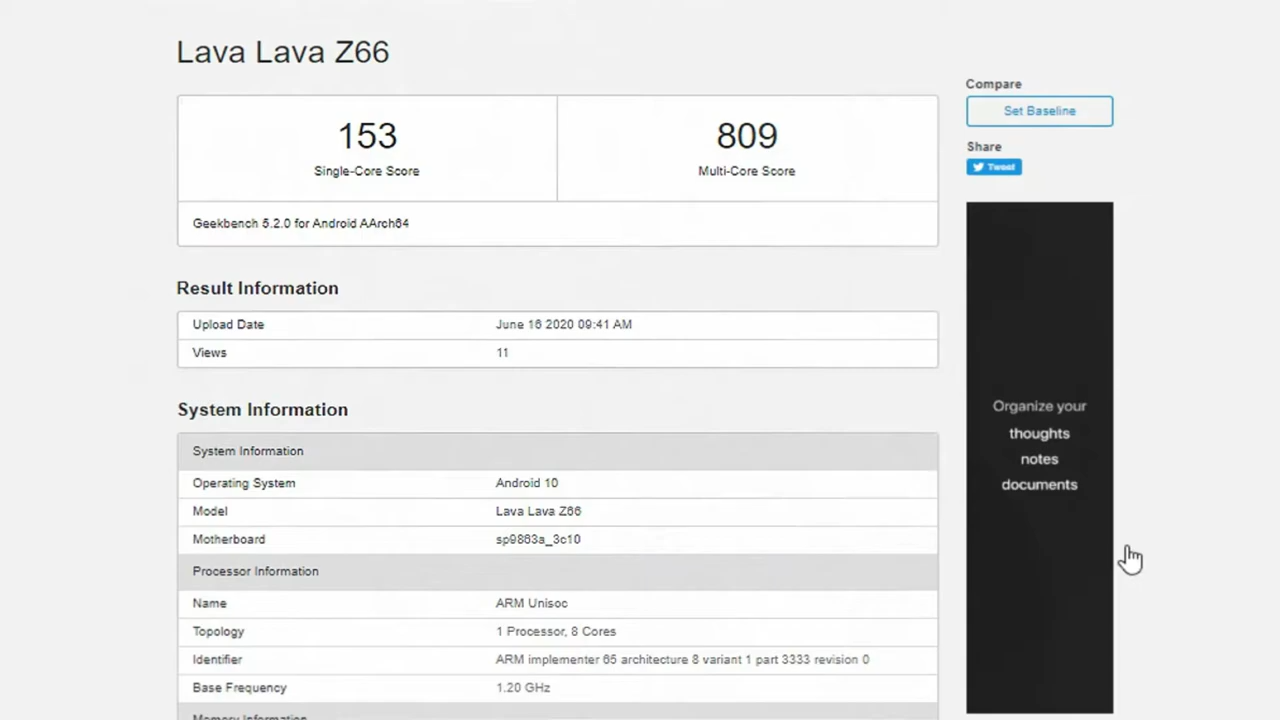 Lava Lava Z66
153
Single-Core Score
809
Multi-Core Score
Geekbench 5.2.0 for Android AArch64
Compare
Set Baseline
Share
Tweet
Result Information
Upload Date June 16 2020 09:41 AM
Views 11
System Information
System Information
Operating System Android 10
Model Lava Lava Z66
Motherboard sp9863a_3c10
Processor Information
Name ARM Unisoc
Topology 1 Processor, 8 Cores
Identifier ARM implementer 65 architecture 8 variant 1 part 3333 revision 0
Base Frequency 1.20 GHz
Memory Information
Organize your
thoughts
notes
documents